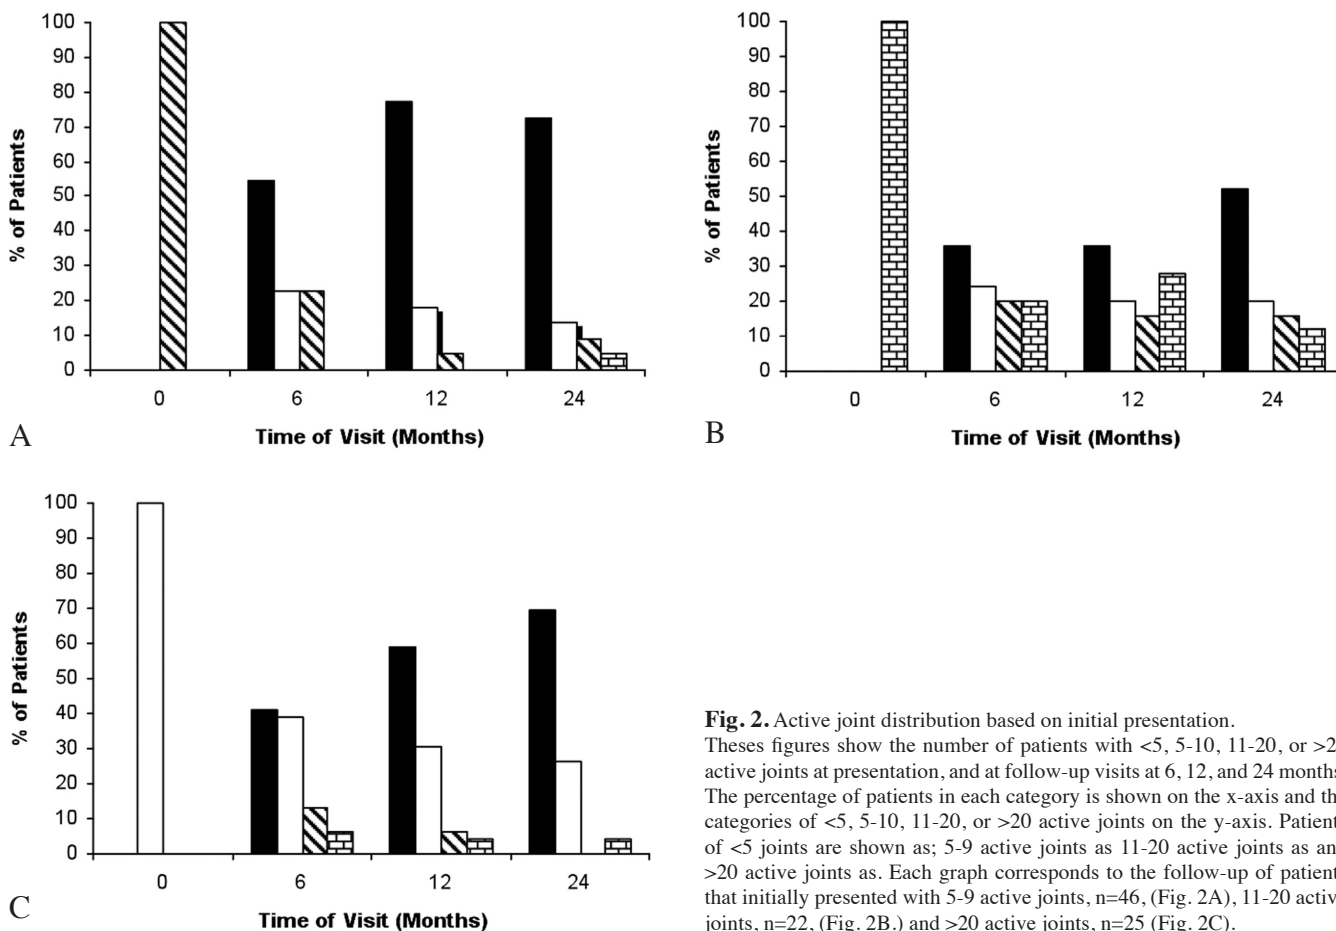 100
90
80
70
60
50
40
30
20
10
0
% of Patients
0 6 12 24
Time of Visit (Months)
A
100
90
80
70
60
50
40
30
20
10
0
% of Patients
0 6 12 24
Time of Visit (Months)
B
100
90
80
70
60
50
40
30
20
10
0
% of Patients
0 6 12 24
Time of Visit (Months)
C
Fig. 2. Active joint distribution based on initial presentation.
Theses figures show the number of patients with <5, 5-10, 11-20, or >2
active joints at presentation, and at follow-up visits at 6, 12, and 24 month
The percentage of patients in each category is shown on the x-axis and th
categories of <5, 5-10, 11-20, or >20 active joints on the y-axis. Patient
of <5 joints are shown as; 5-9 active joints as 11-20 active joints as an
>20 active joints as. Each graph corresponds to the follow-up of patient
that initially presented with 5-9 active joints, n=46, (Fig. 2A), 11-20 activ
joints, n=22, (Fig. 2B.) and >20 active joints, n=25 (Fig. 2C).